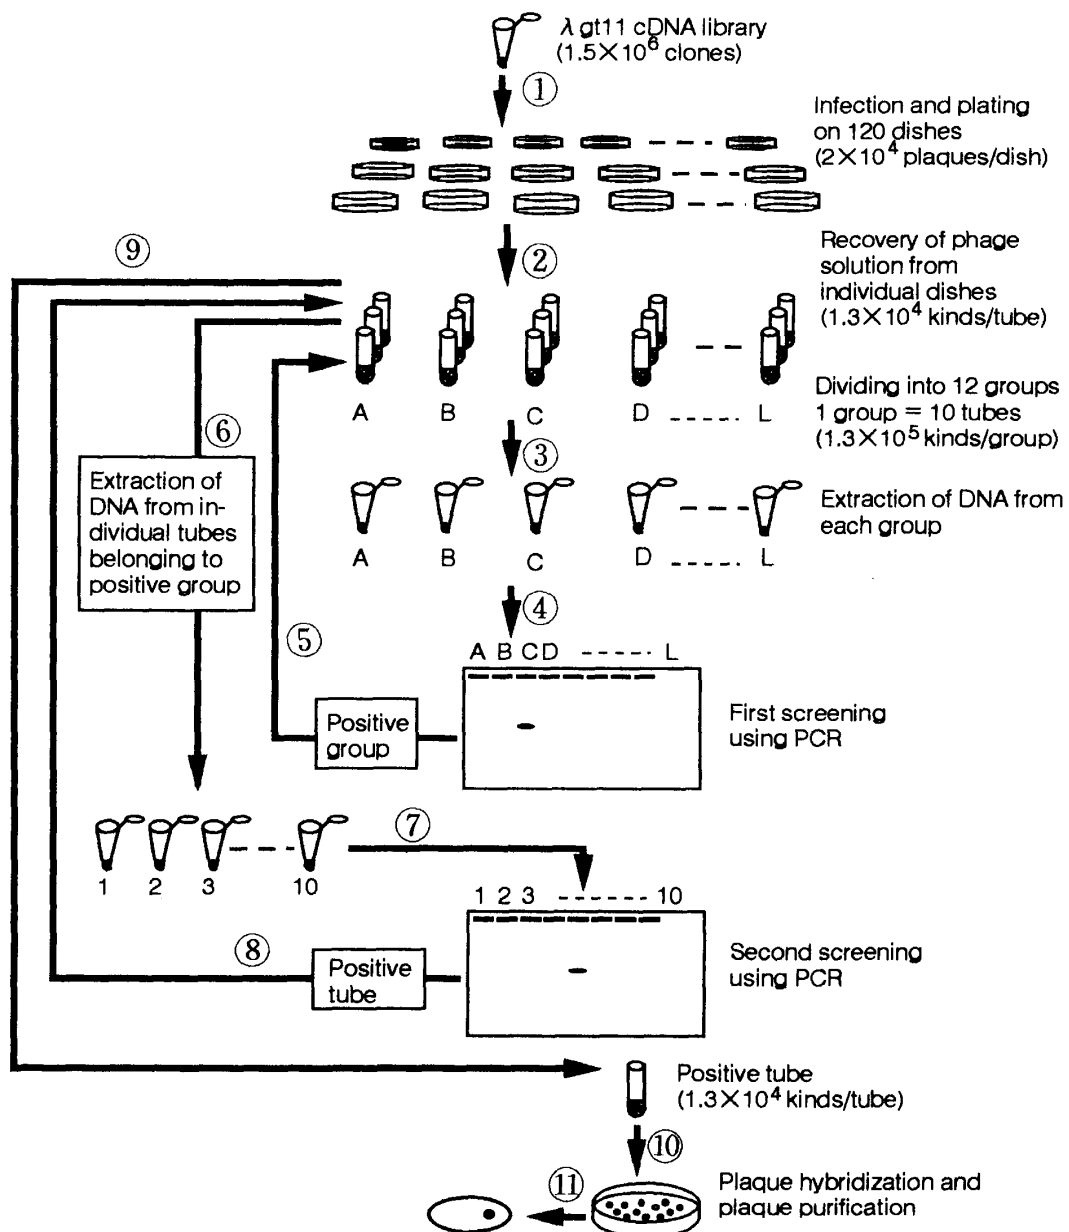 λ gt11 cDNA library
(1.5×10⁶ clones)
①
Infection and plating
on 120 dishes
(2×10⁴ plaques/dish)
②
⑨
Recovery of phage
solution from
individual dishes
(1.3×10⁴ kinds/tube)
A B C D ------ L
Dividing into 12 groups
1 group = 10 tubes
(1.3×10⁵ kinds/group)
⑥
③
Extraction of
DNA from in-
dividual tubes
belonging to
positive group
Extraction of DNA from
each group
A B C D ------ L
④
⑤
A B C D ------ L
Positive
group
First screening
using PCR
⑦
1 2 3 10
1 2 3 -------- 10
⑧
Positive
tube
Second screening
using PCR
Positive tube
(1.3×10⁴ kinds/tube)
⑩
⑪
Plaque hybridization and
plaque purification